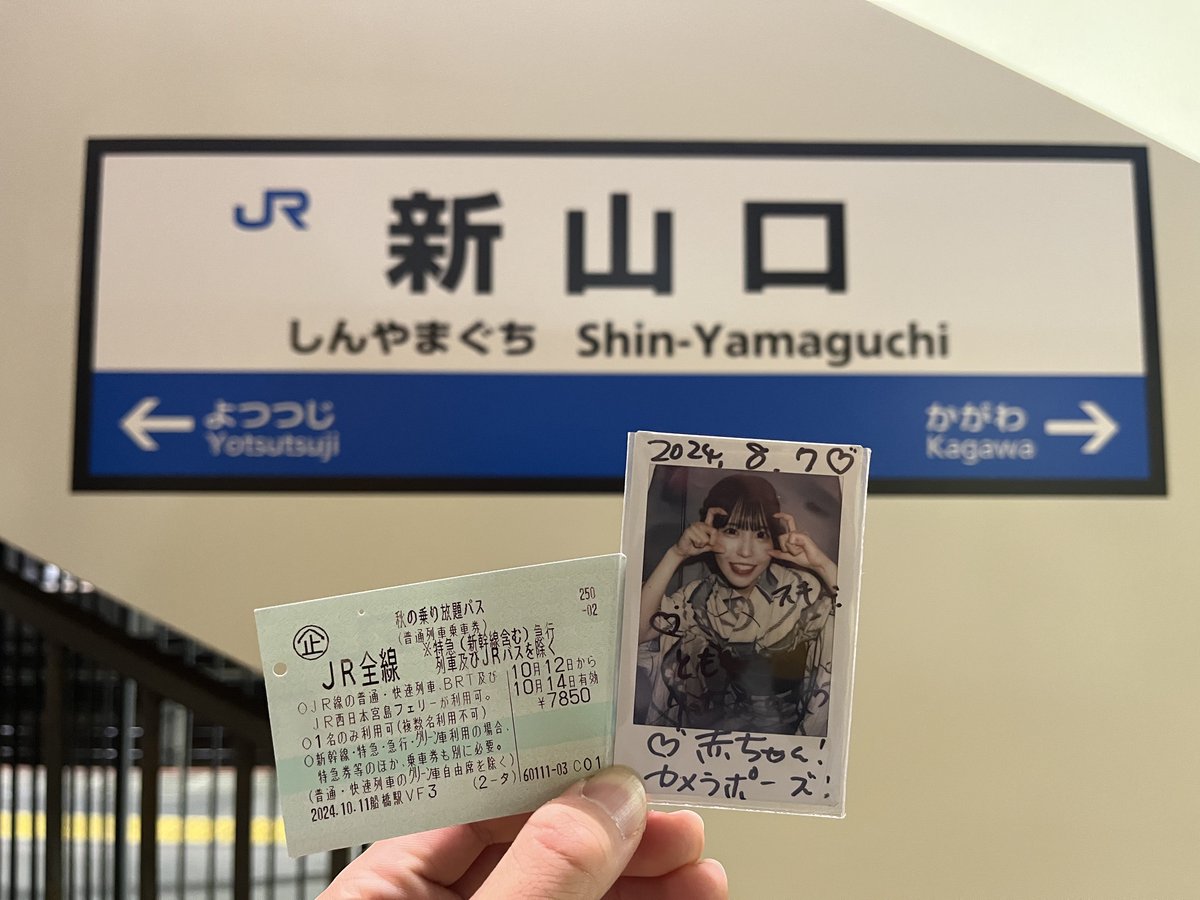 JR
新山口
しんやまぐち Shin-Yamaguchi
← よつつじ
Yotsutsuji
かがわ →
Kagawa
企
秋の乗り放題パス
(普通列車乗車券)
250
-02
JR全線
※特急(新幹線含む)急行
列車及びJRバスを除く
○JR線の普通・快速列車、BRT及び
JR西日本宮島フェリーが利用可。
○1名のみ利用可(複数名利用不可)
○新幹線・特急・急行・グリーン車利用の場合、
特急券等のほか、乗車券も別に必要。
(普通・快速列車のグリーン車自由席を除く)
10月12日から
10月14日有効
¥7850
2024.10.11船橋駅VF3
(2-タ)
60111-03 C01
2024. 8. 7♡
♡赤ちゃん!
カメラポーズ!